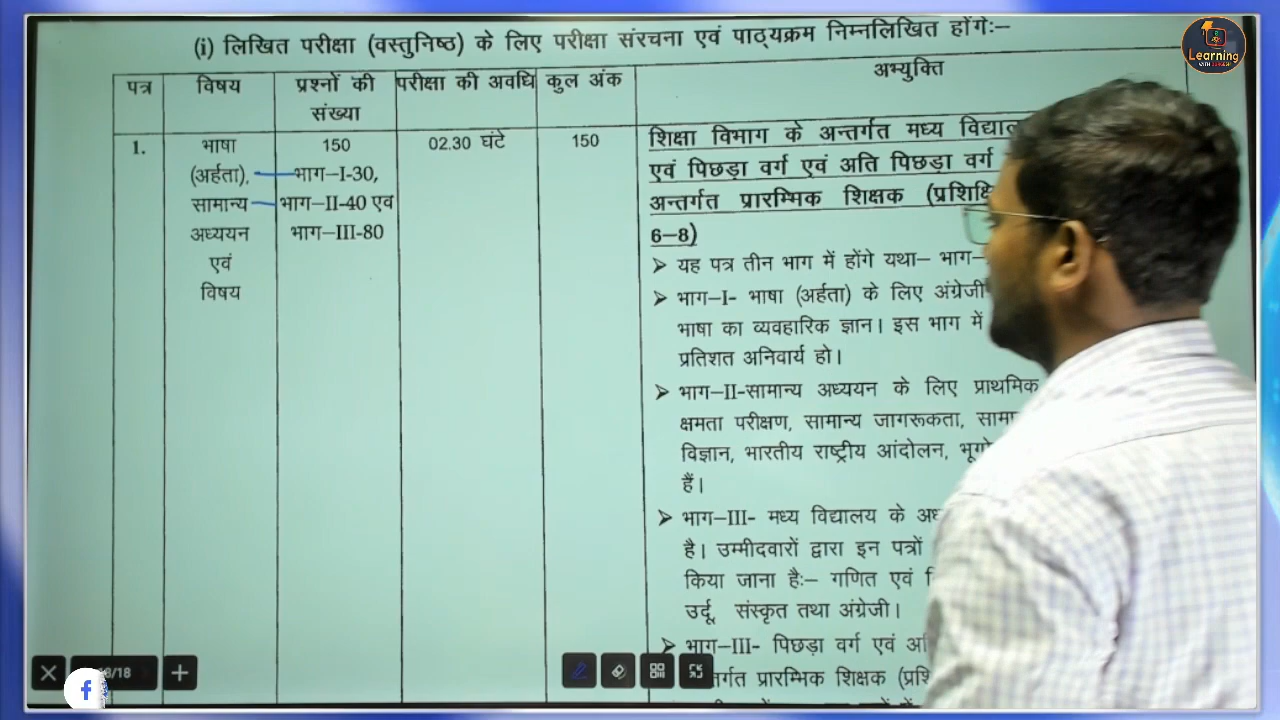 Learning
(i) लिखित परीक्षा (वस्तुनिष्ठ) के लिए परीक्षा संरचना एवं पाठ्यक्रम निम्नलिखित होंगेः–
पत्र
विषय
प्रश्नों की
संख्या
परीक्षा की अवधि
कुल अंक
अभ्युक्ति
1.
भाषा
(अर्हता),
सामान्य
अध्ययन
एवं
विषय
150
भाग–I-30,
भाग–II-40 एवं
भाग–III-80
02.30 घंटे
150
शिक्षा विभाग के अन्तर्गत मध्य
एवं पिछड़ा वर्ग एवं अति पिछड़ा वर्ग
अन्तर्गत प्रारम्भिक शिक्षक
6–8)
➢ यह पत्र तीन भाग में होंगे यथा– भाग–
➢ भाग–I- भाषा (अर्हता) के लिए अंग्रेजी
भाषा का व्यवहारिक ज्ञान। इस भाग में
प्रतिशत अनिवार्य हो।
➢ भाग–II-सामान्य अध्ययन के लिए प्राथमिक
क्षमता परीक्षण, सामान्य जागरूकता,
विज्ञान, भारतीय राष्ट्रीय आंदोलन,
हैं।
➢ भाग–III- मध्य विद्यालय के
है। उम्मीदवारों द्वारा इन पत्रों
किया जाना हैः– गणित एवं
उर्दू, संस्कृत तथा अंग्रेजी।
➢ भाग–III- पिछड़ा वर्ग एवं
प्रारम्भिक शिक्षक